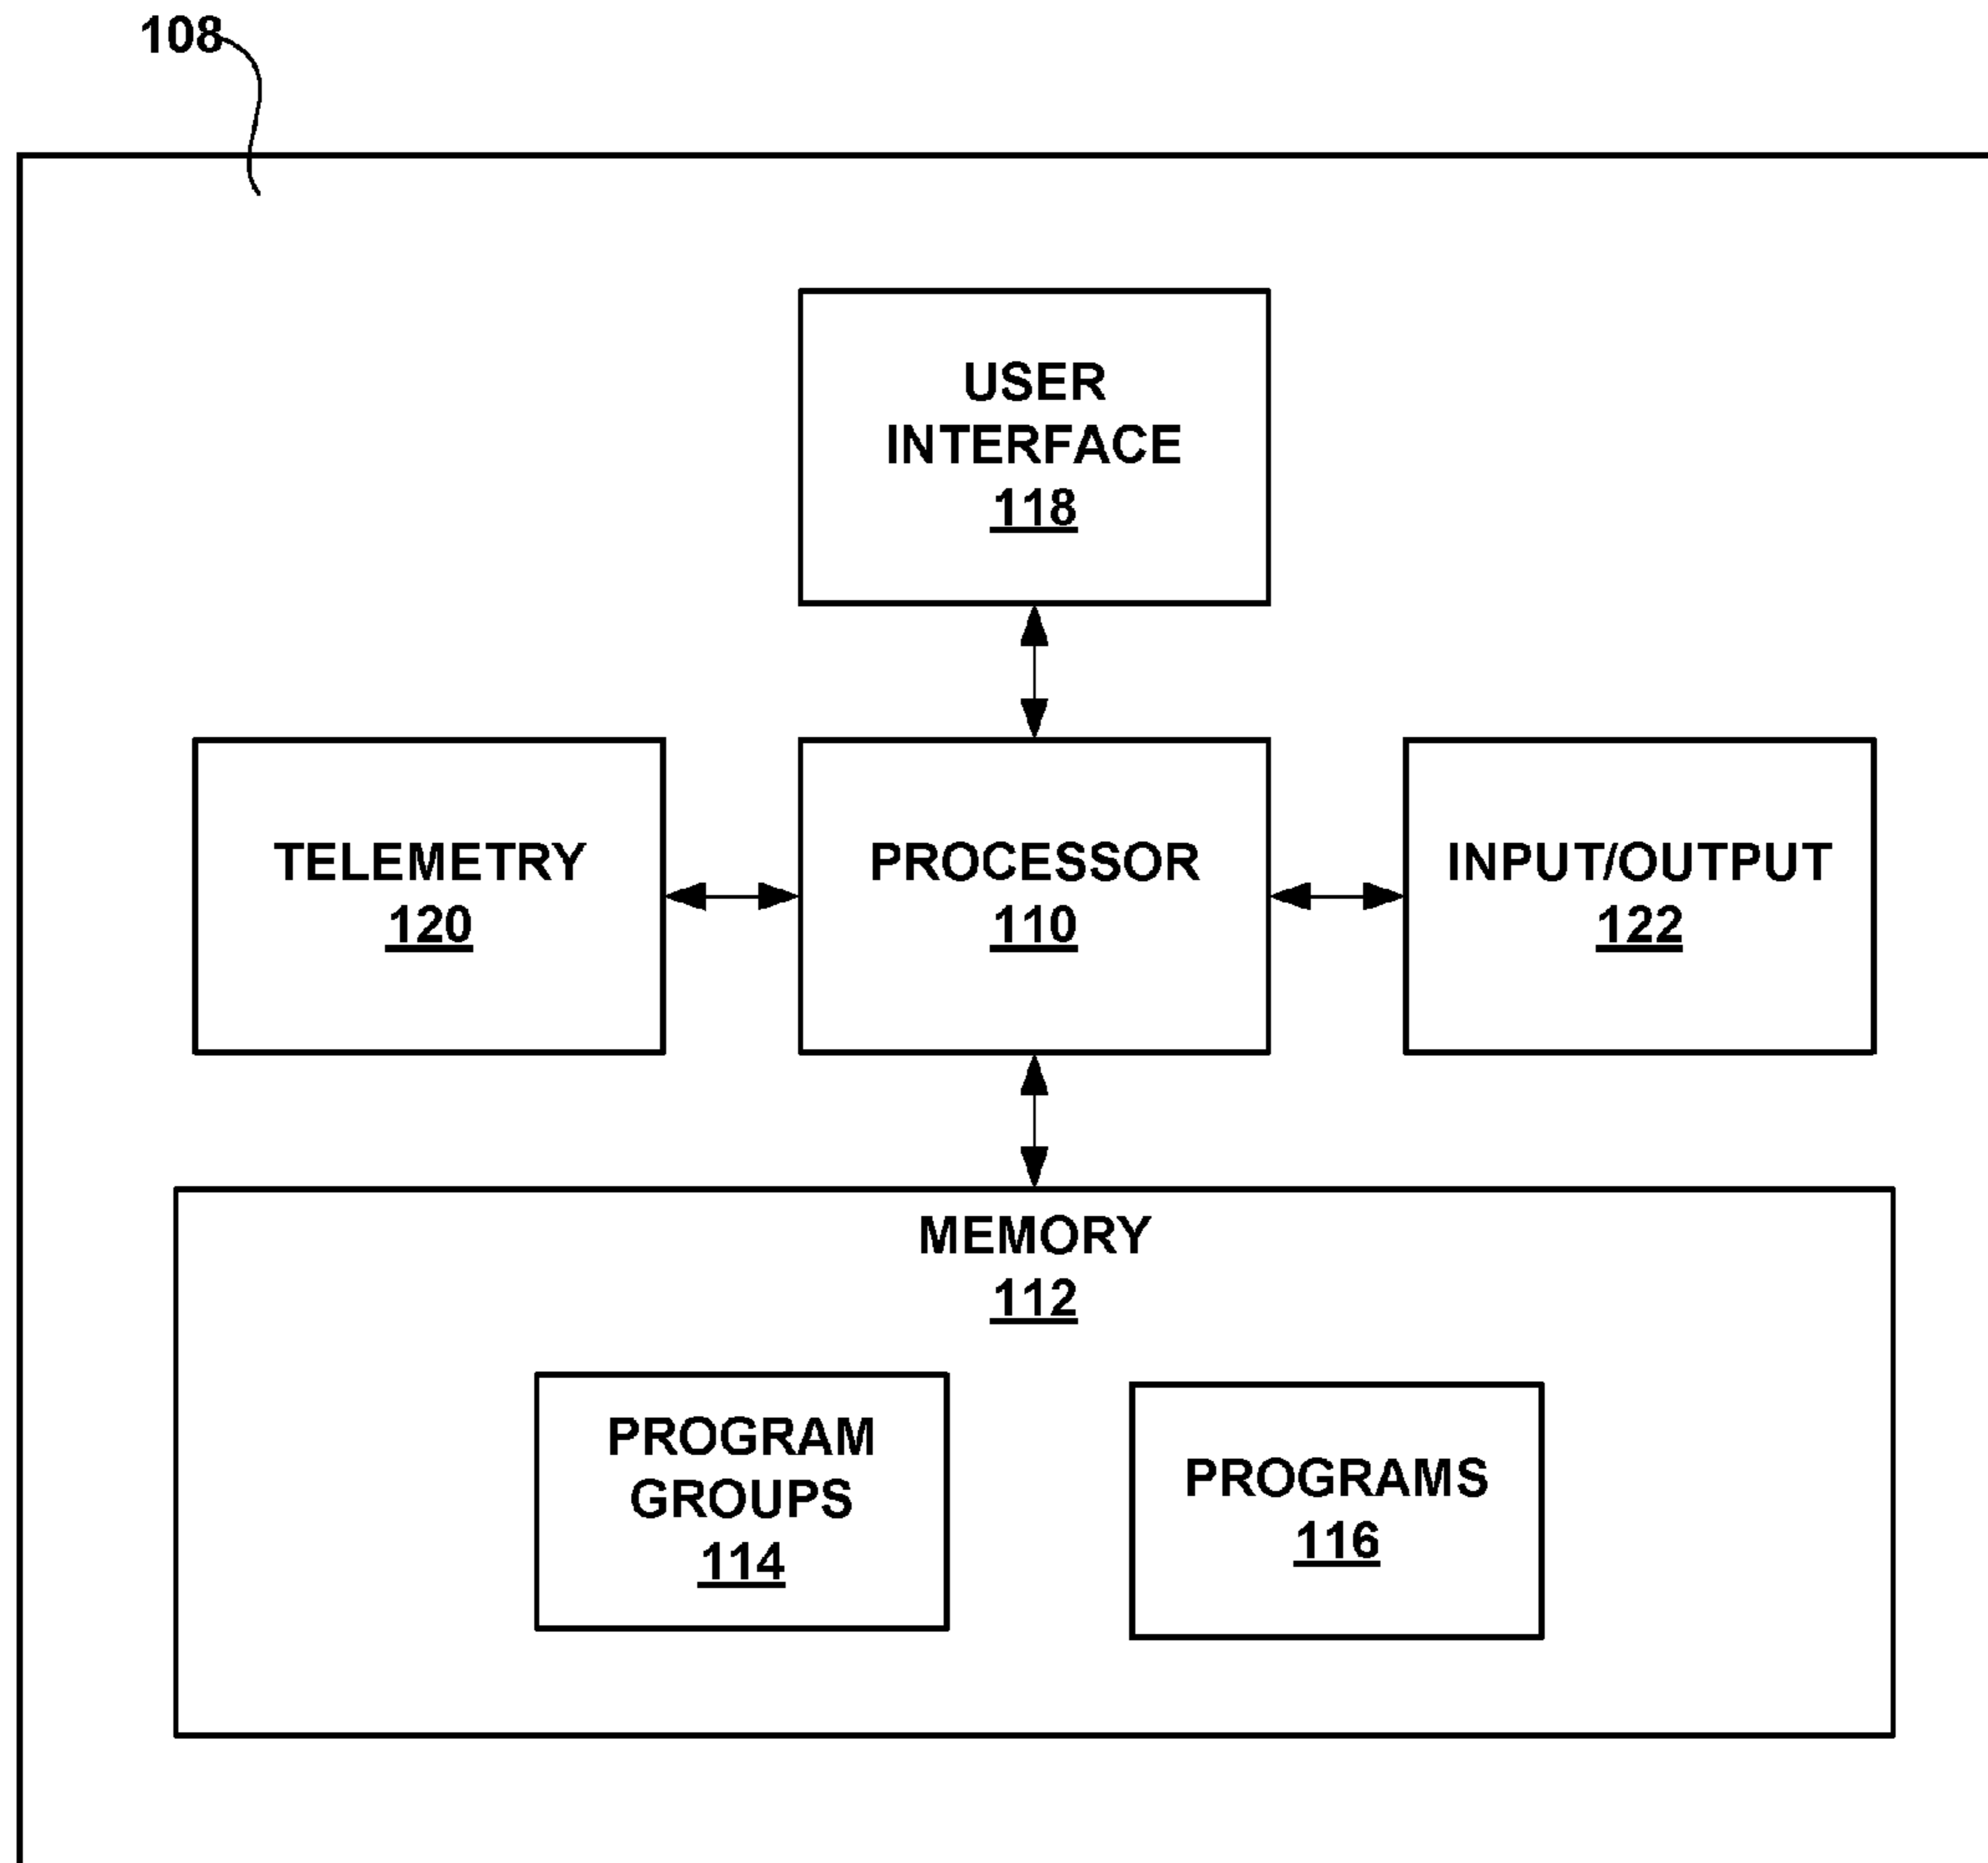 108
USER
INTERFACE
118
TELEMETRY
120
PROCESSOR
110
INPUT/OUTPUT
122
MEMORY
112
PROGRAM
GROUPS
114
PROGRAMS
116